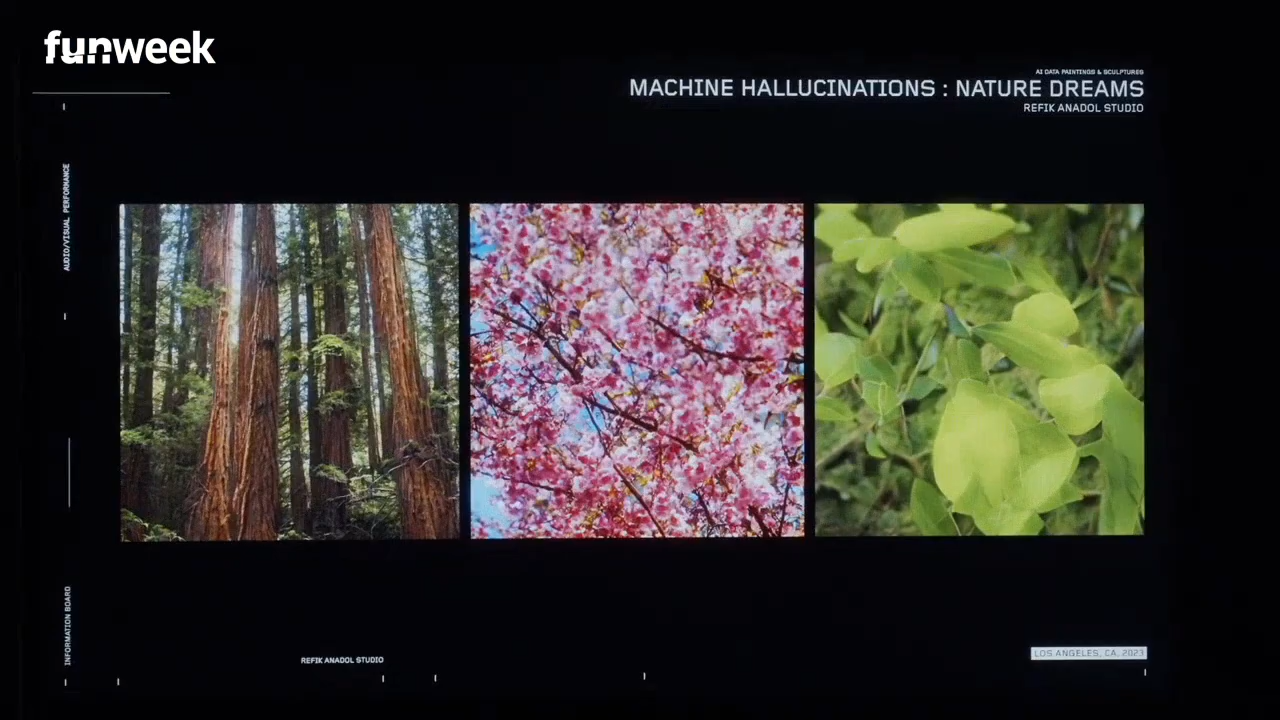 funweek
AI DATA PAINTINGS & SCULPTURES
MACHINE HALLUCINATIONS : NATURE DREAMS
REFIK ANADOL STUDIO
AUDIO/VISUAL PERFORMANCE
INFORMATION BOARD
REFIK ANADOL STUDIO
LOS ANGELES, CA, 2023